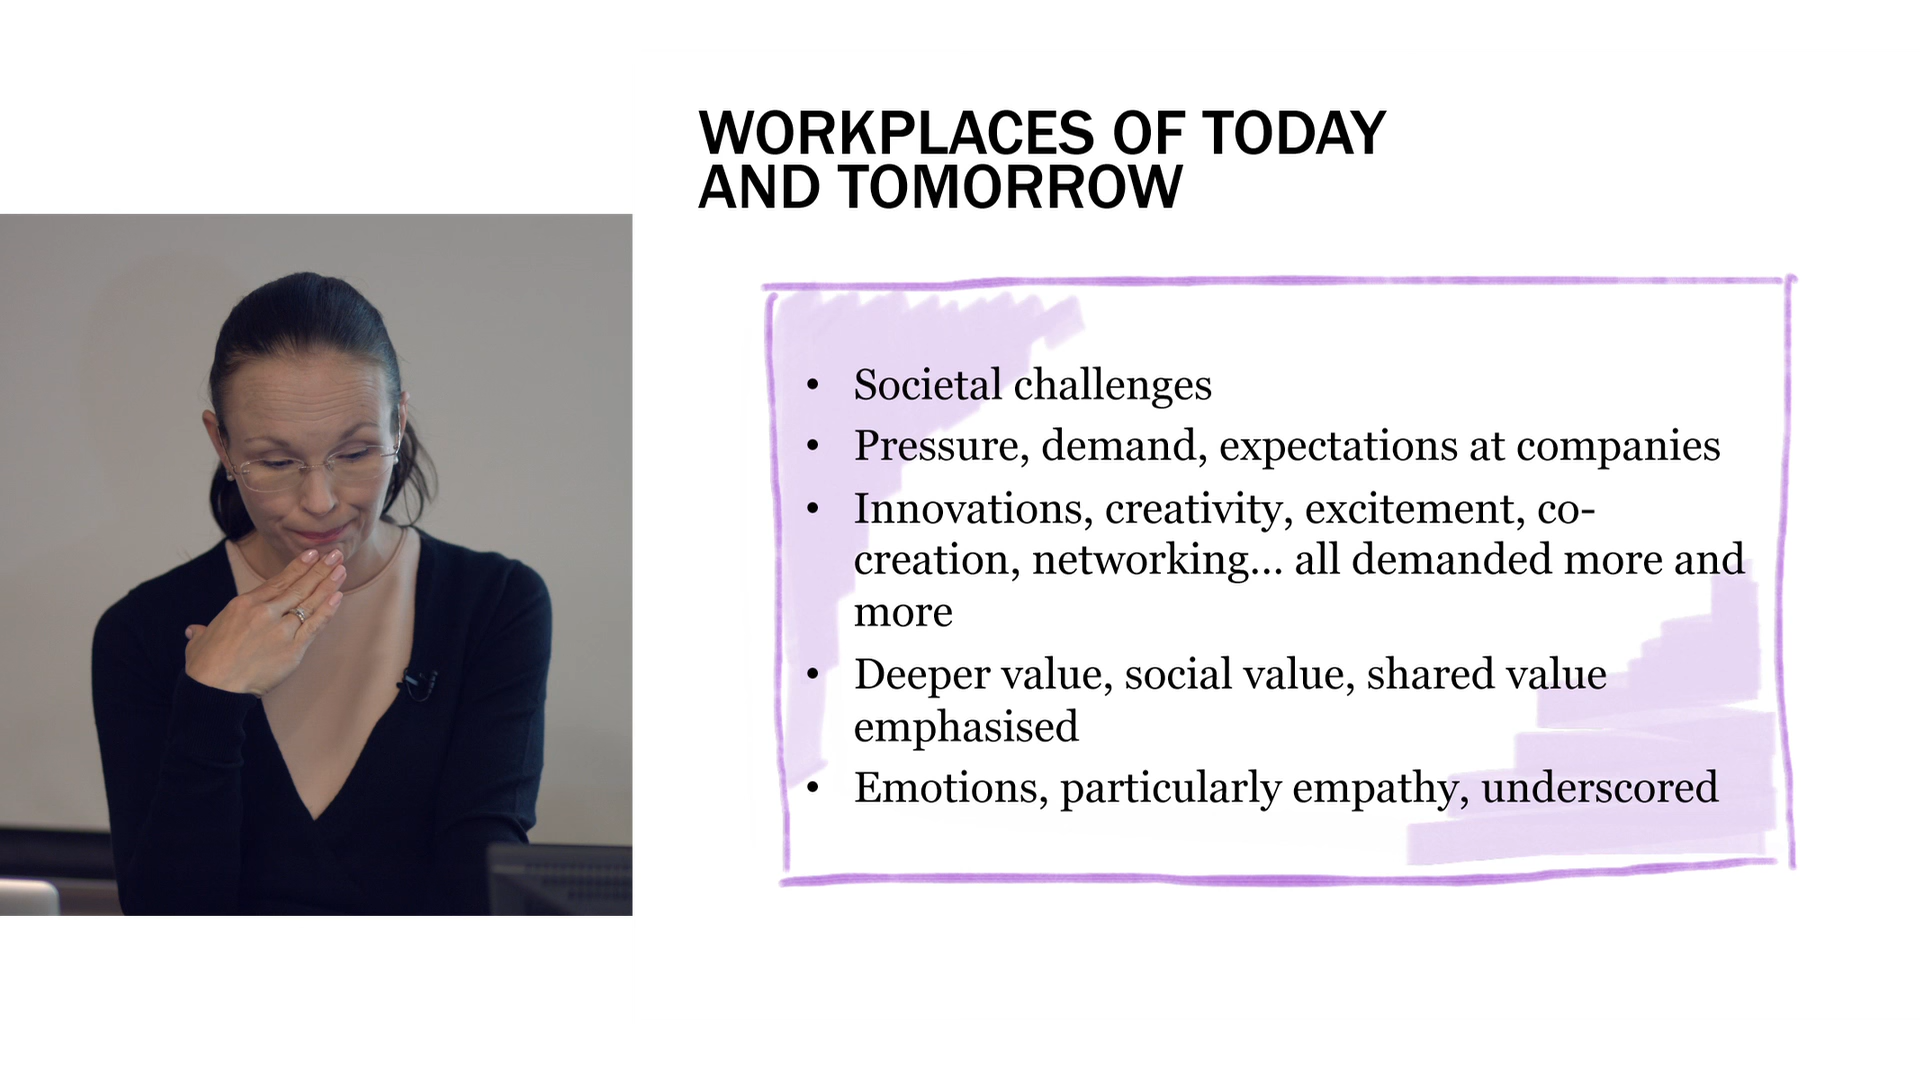 WORKPLACES OF TODAY
AND TOMORROW
• Societal challenges
• Pressure, demand, expectations at companies
• Innovations, creativity, excitement, co-
creation, networking... all demanded more and
more
• Deeper value, social value, shared value
emphasised
• Emotions, particularly empathy, underscored